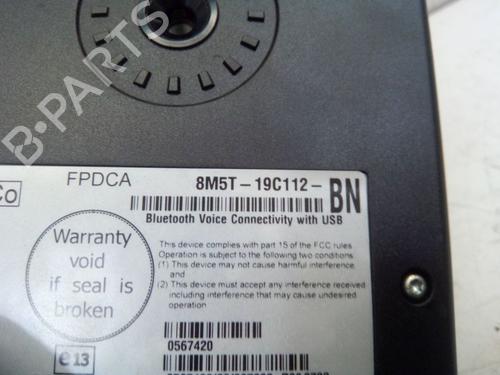 B-PARTS
FPDCA
8M5T-19C112-BN
Co
Bluetooth Voice Connectivity with USB
Warranty
void
if seal is
broken
This device complies with part 15 of the FCC rules
Operation is subject to the following two conditions
(1) This device may not cause harmful interference
and
(2) This device must accept any interference received
including interference that may cause undesired
operation
0567420
e13